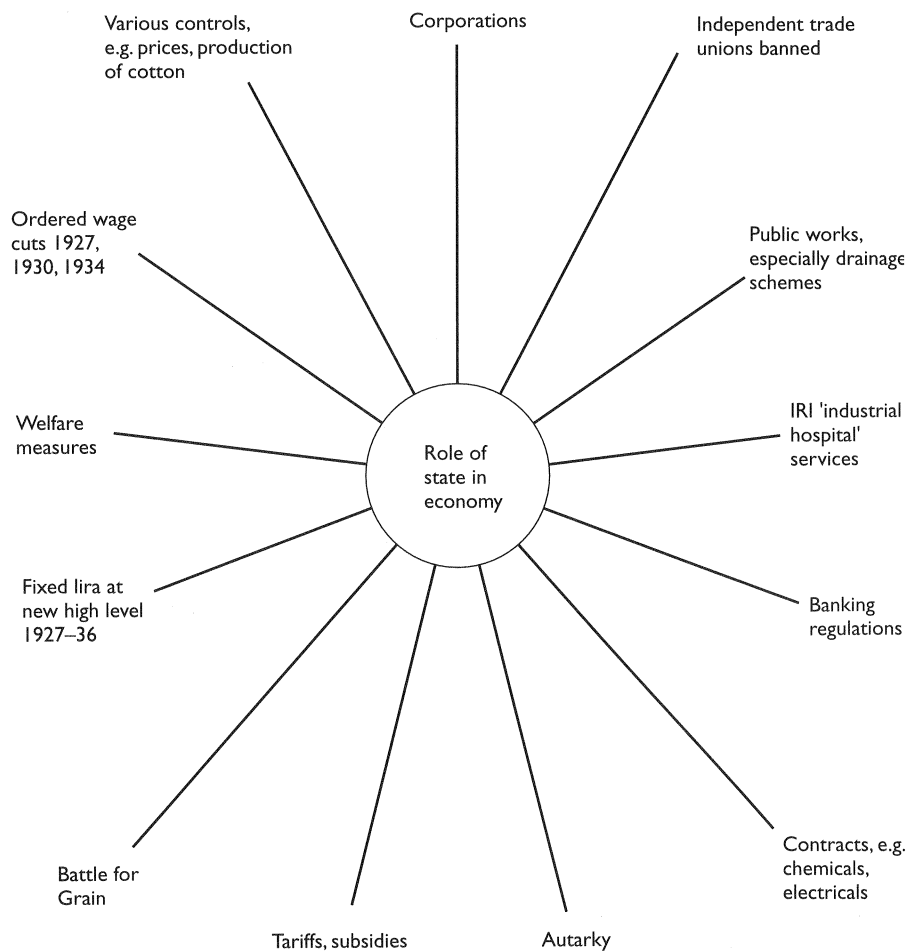 Various controls,
e.g. prices, production
of cotton
Corporations
Independent trade
unions banned
Ordered wage
cuts 1927,
1930, 1934
Public works,
especially drainage
schemes
Welfare
measures
Role of
state in
economy
IRI 'industrial
hospital'
services
Fixed lira at
new high level
1927–36
Banking
regulations
Battle for
Grain
Contracts, e.g.
chemicals,
electricals
Tariffs, subsidies
Autarky